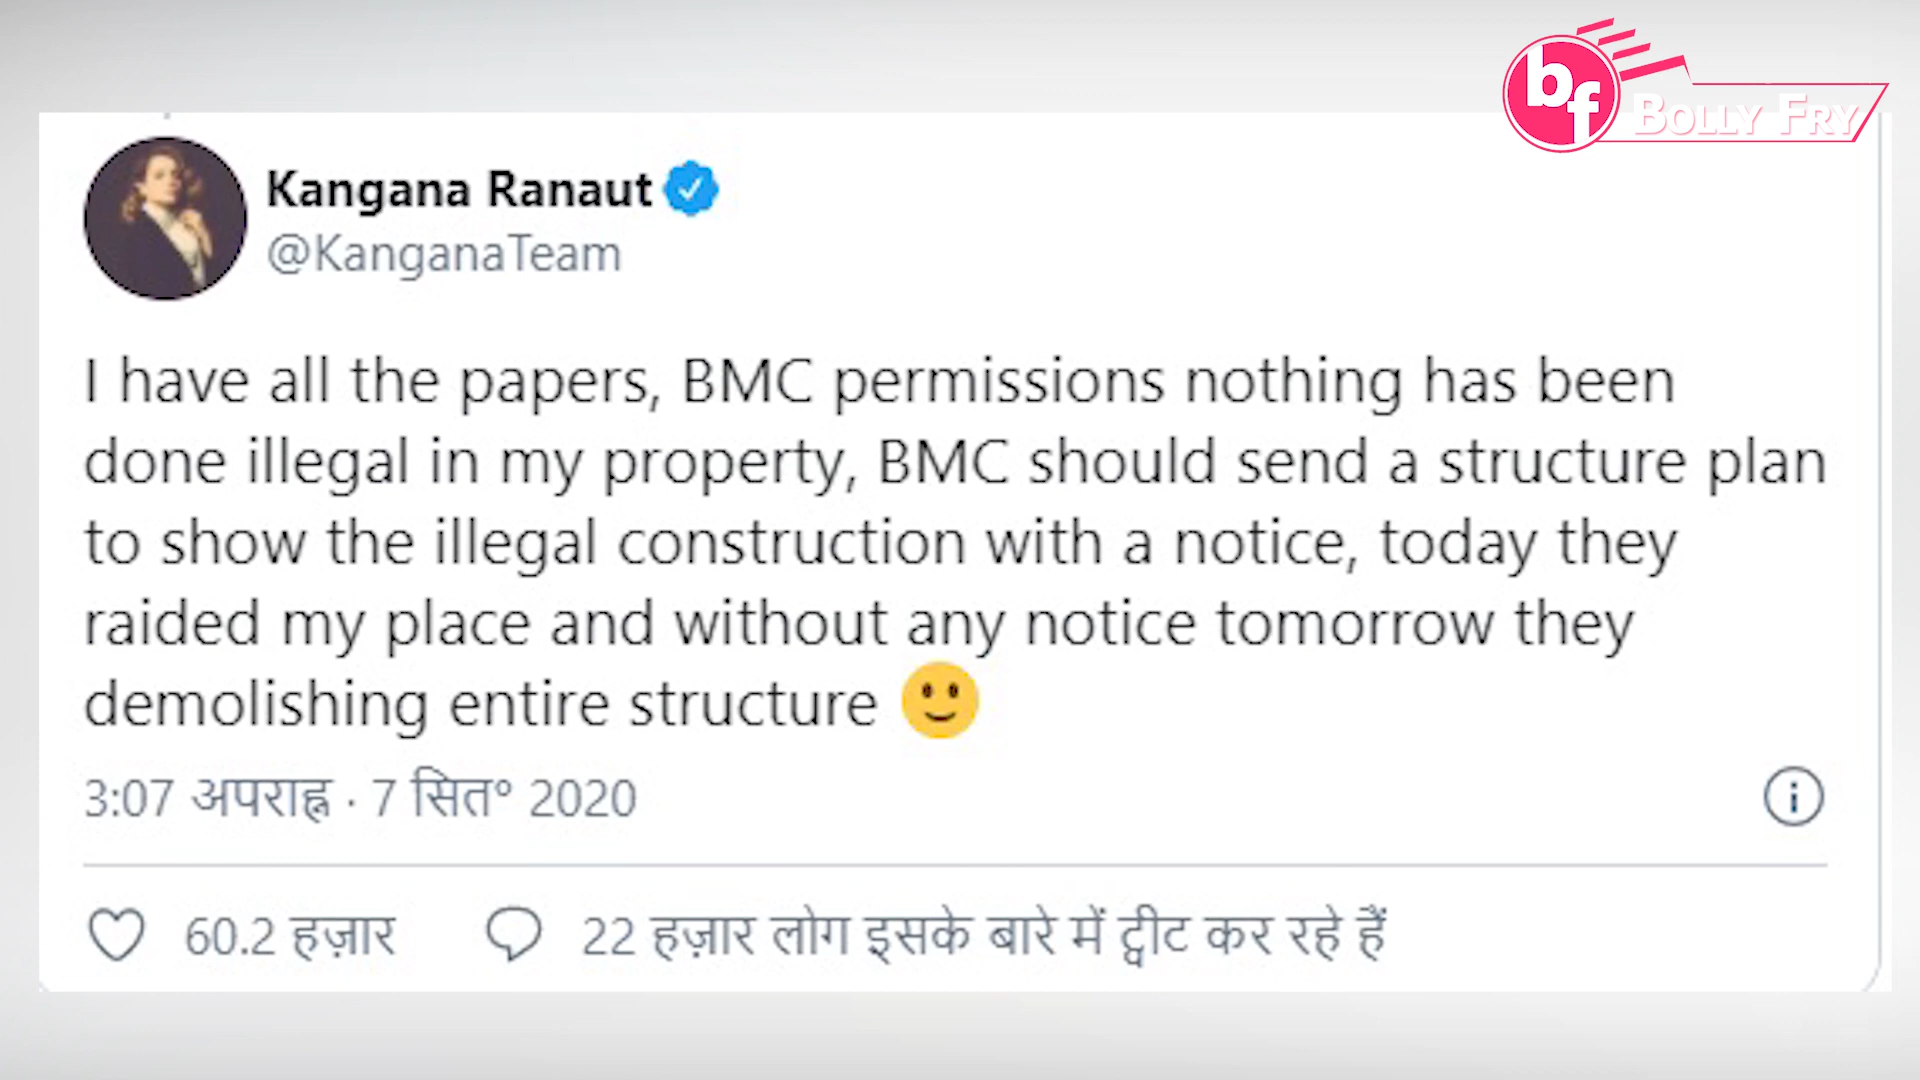 bf BOLLY FRY
Kangana Ranaut
@KanganaTeam
I have all the papers, BMC permissions nothing has been
done illegal in my property, BMC should send a structure plan
to show the illegal construction with a notice, today they
raided my place and without any notice tomorrow they
demolishing entire structure 🙂
3:07 अपराह्न · 7 सित॰ 2020
60.2 हज़ार
22 हज़ार लोग इसके बारे में ट्वीट कर रहे हैं